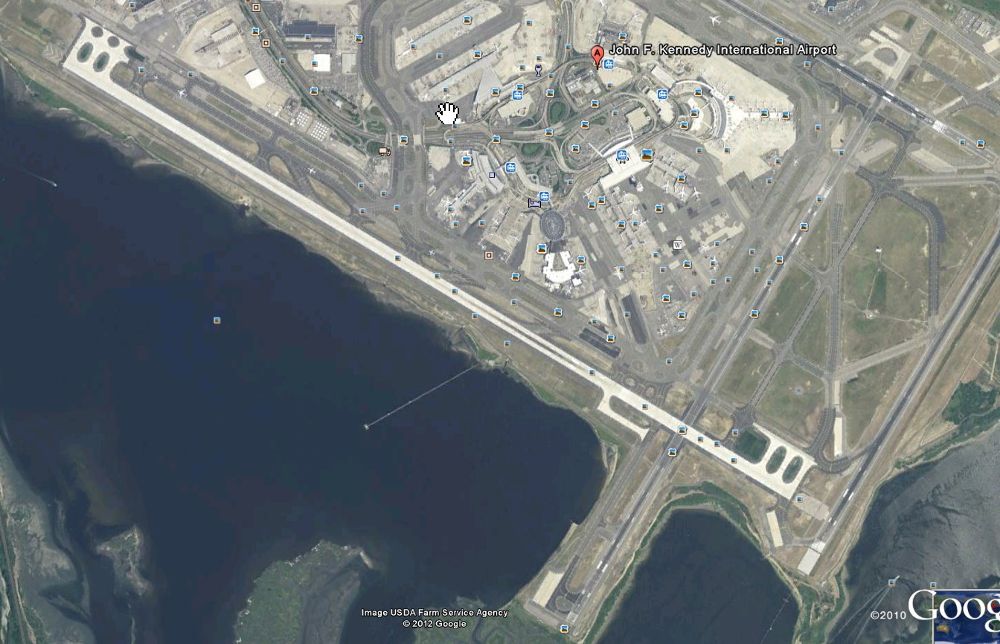 A
John F. Kennedy International Airport
W
Image USDA Farm Service Agency
© 2012 Google
©2010
Goog